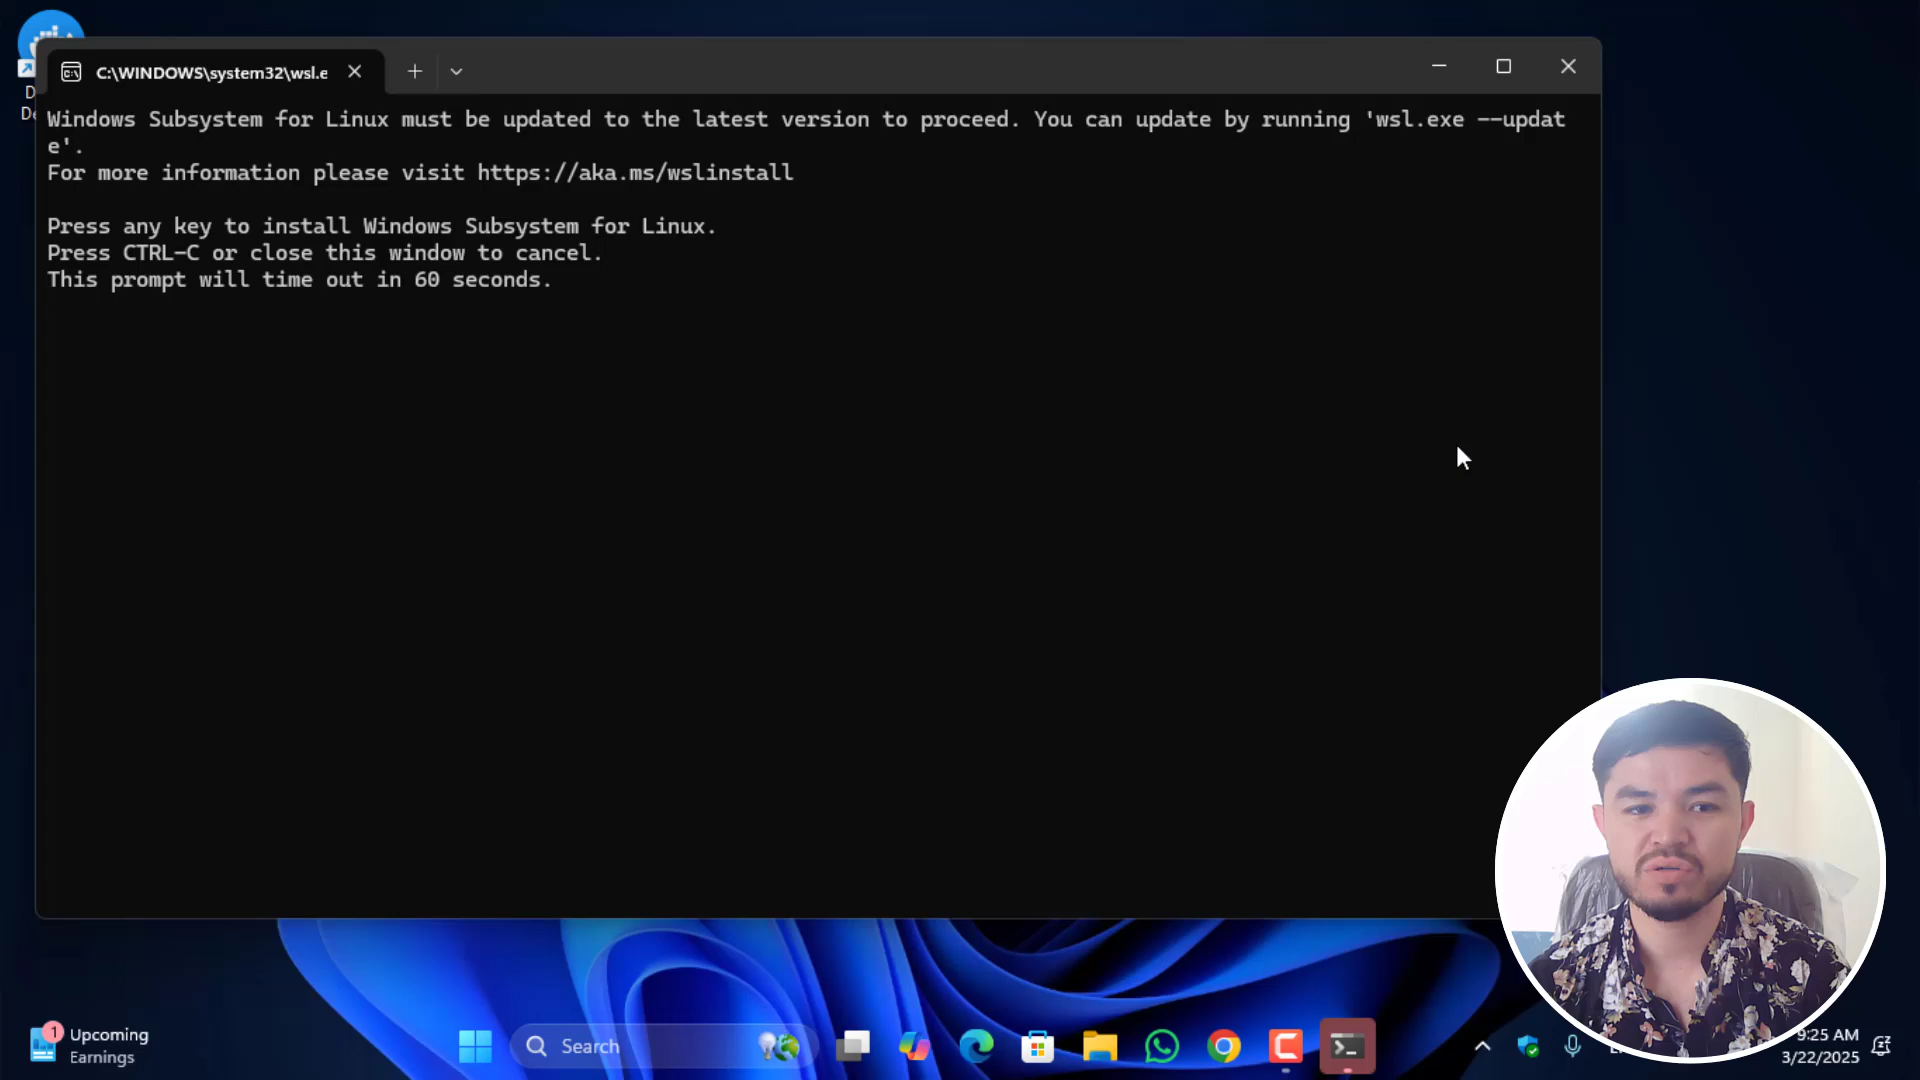 C:\WINDOWS\system32\wsl.e
Windows Subsystem for Linux must be updated to the latest version to proceed. You can update by running 'wsl.exe --updat
e'.
For more information please visit https://aka.ms/wslinstall
Press any key to install Windows Subsystem for Linux.
Press CTRL-C or close this window to cancel.
This prompt will time out in 60 seconds.
D
De
1
Upcoming
Earnings
Search
9:25 AM
3/22/2025